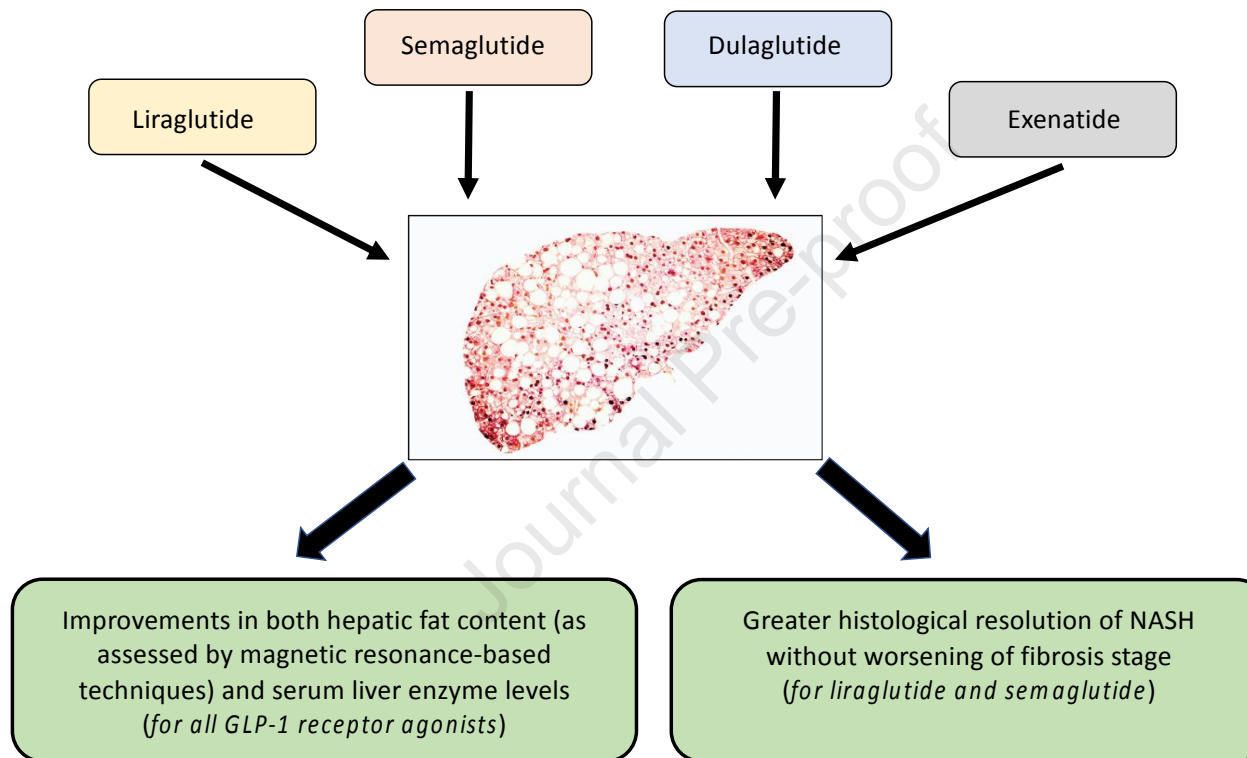 Semaglutide
Dulaglutide
Liraglutide
Exenatide
Journal Pre-proof
Improvements in both hepatic fat content (as
assessed by magnetic resonance-based
techniques) and serum liver enzyme levels
(for all GLP-1 receptor agonists)
Greater histological resolution of NASH
without worsening of fibrosis stage
(for liraglutide and semaglutide)